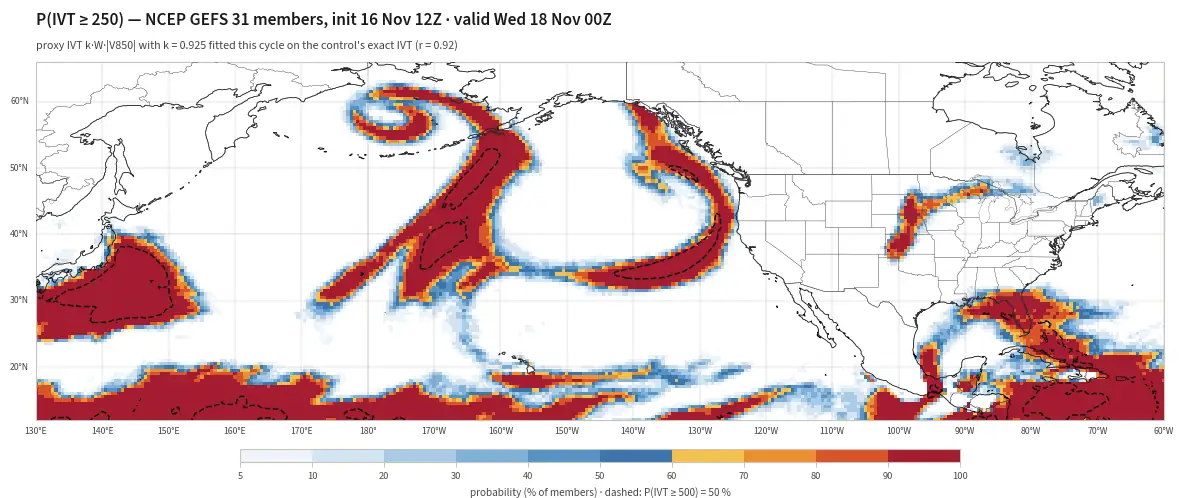 P(IVT ≥ 250) — NCEP GEFS 31 members, init 16 Nov 12Z · valid Wed 18 Nov 00Z
proxy IVT k·W·|V850| with k = 0.925 fitted this cycle on the control's exact IVT (r = 0.92)
60°N
50°N
40°N
30°N
20°N
130°E 140°E 150°E 160°E 170°E 180° 170°W 160°W 150°W 140°W 130°W 120°W 110°W 100°W 90°W 80°W 70°W 60°W
5 10 20 30 40 50 60 70 80 90 100
probability (% of members) · dashed: P(IVT ≥ 500) = 50 %